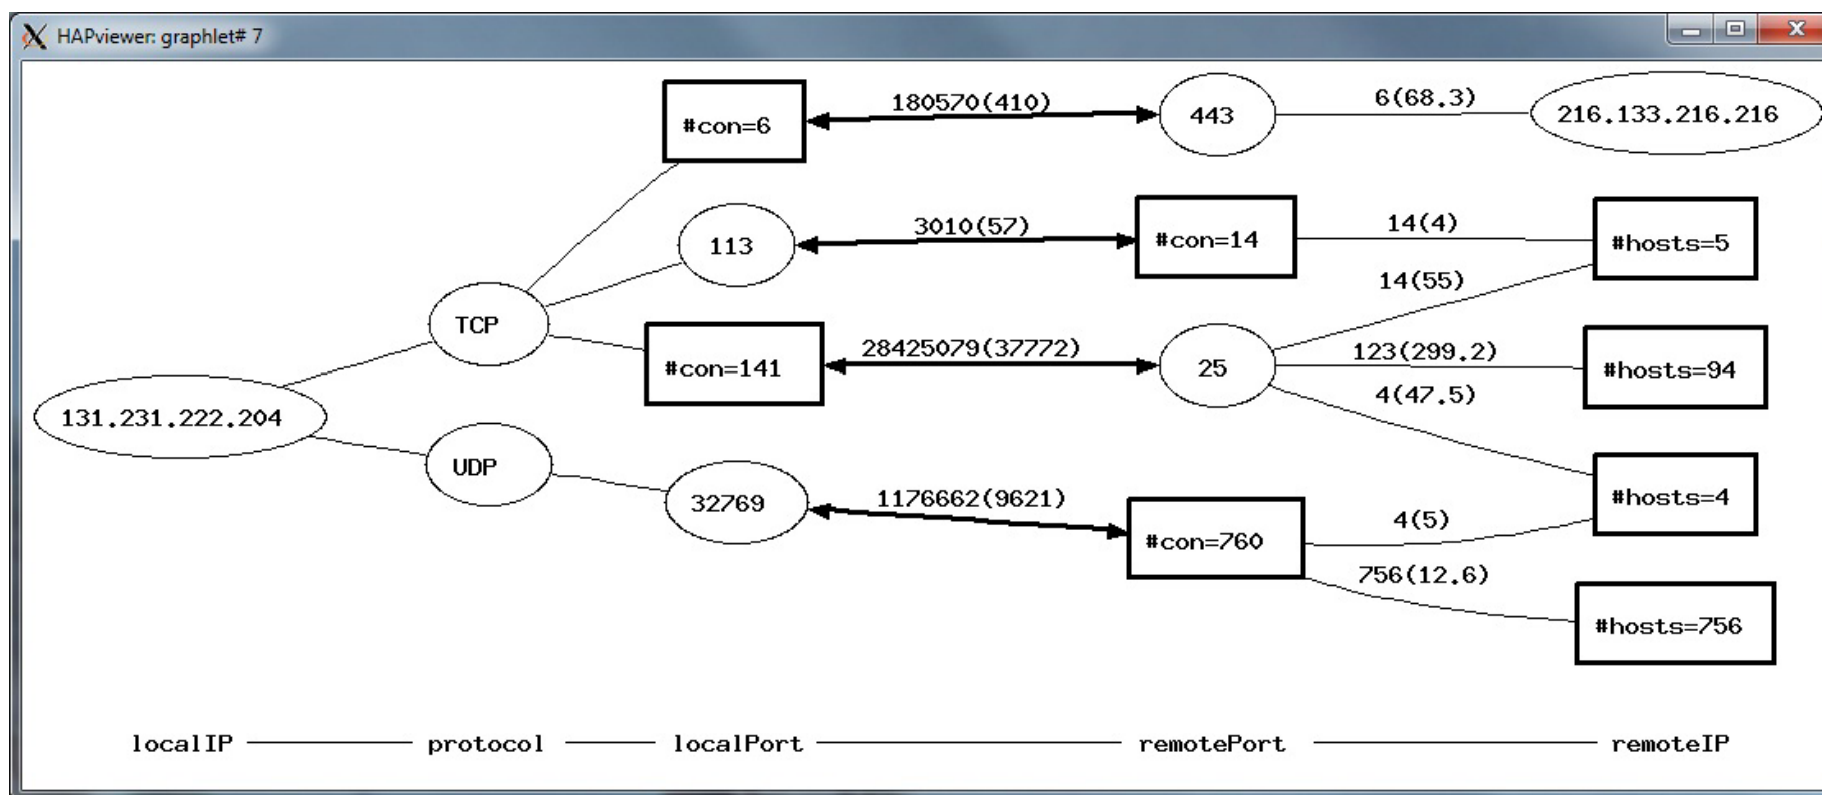 HAPviewer: graphlet# 7
#con=6
180570(410)
443
6(68.3)
216.133.216.216
113
3010(57)
#con=14
14(4)
#hosts=5
14(55)
TCP
#con=141
28425079(37772)
25
123(299.2)
#hosts=94
4(47.5)
131.231.222.204
UDP
32769
1176662(9621)
#con=760
4(5)
#hosts=4
756(12.6)
#hosts=756
localIP protocol localPort remotePort remoteIP